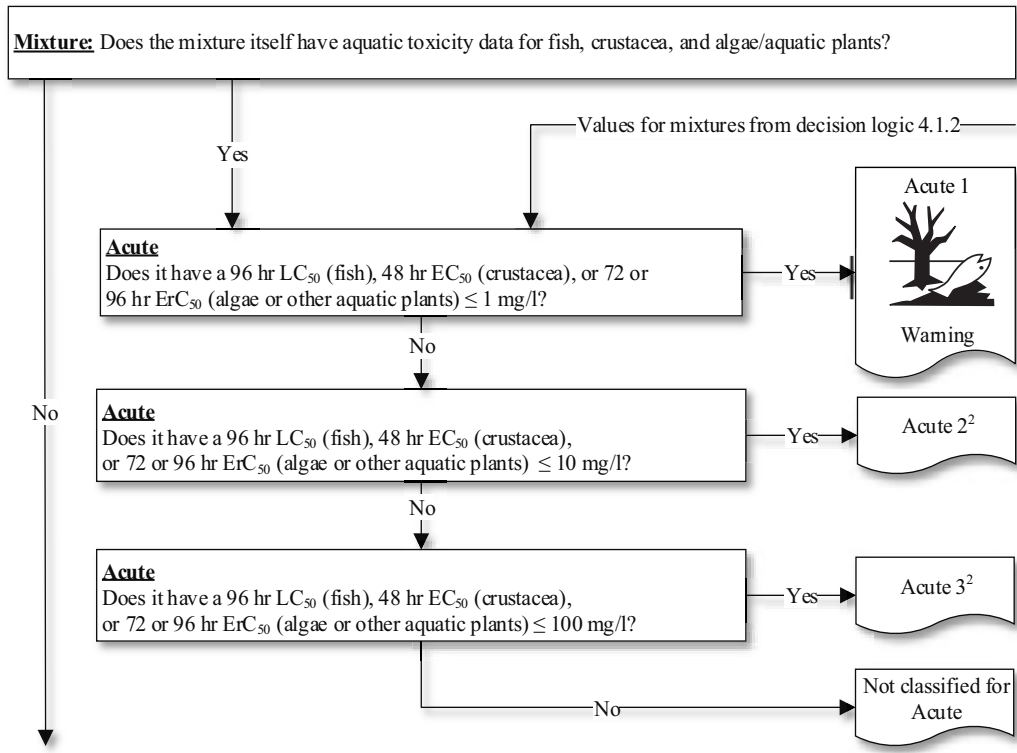 Mixture: Does the mixture itself have aquatic toxicity data for fish, crustacea, and algae/aquatic plants?
Values for mixtures from decision logic 4.1.2
Yes
Acute
Does it have a 96 hr LC50 (fish), 48 hr EC50 (crustacea), or 72 or
96 hr ErC50 (algae or other aquatic plants) ≤ 1 mg/l?
Yes
Acute 1
Warning
No
No
Acute
Does it have a 96 hr LC50 (fish), 48 hr EC50 (crustacea),
or 72 or 96 hr ErC50 (algae or other aquatic plants) ≤ 10 mg/l?
Yes
Acute 2²
No
Acute
Does it have a 96 hr LC50 (fish), 48 hr EC50 (crustacea),
or 72 or 96 hr ErC50 (algae or other aquatic plants) ≤ 100 mg/l?
Yes
Acute 3²
No
Not classified for
Acute